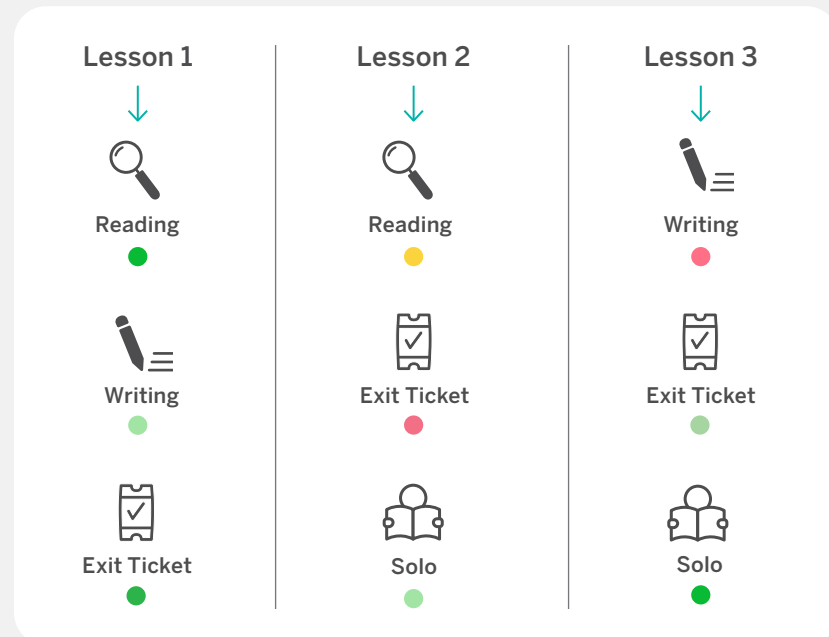 Lesson 1
Reading
Writing
Exit Ticket
Lesson 2
Reading
Exit Ticket
Solo
Lesson 3
Writing
Exit Ticket
Solo